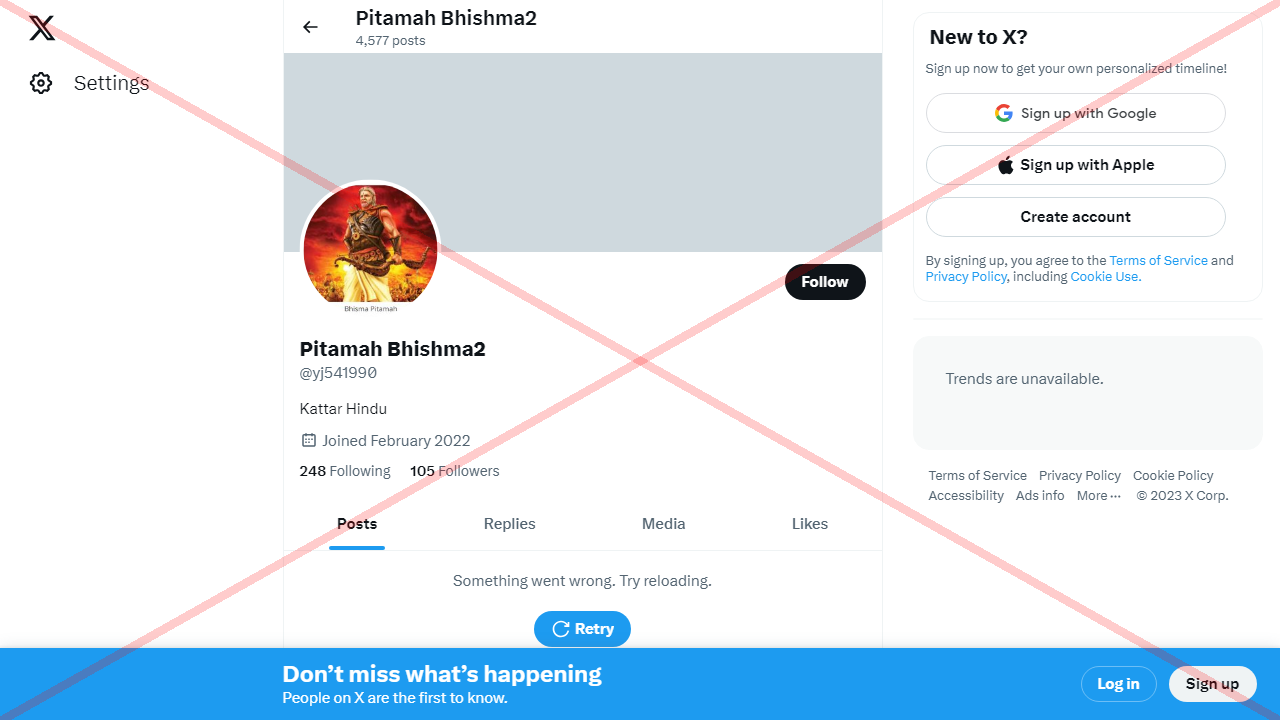 Settings
Pitamah Bhishma2
4,577 posts
Bhisma Pitamah
Follow
Pitamah Bhishma2
@yj541990
Kattar Hindu
Joined February 2022
248 Following 105 Followers
Posts Replies Media Likes
Something went wrong. Try reloading.
Retry
New to X?
Sign up now to get your own personalized timeline!
Sign up with Google
Sign up with Apple
Create account
By signing up, you agree to the Terms of Service and
Privacy Policy, including Cookie Use.
Trends are unavailable.
Terms of Service Privacy Policy Cookie Policy
Accessibility Ads info More ··· © 2023 X Corp.
Don’t miss what’s happening
People on X are the first to know.
Log in Sign up